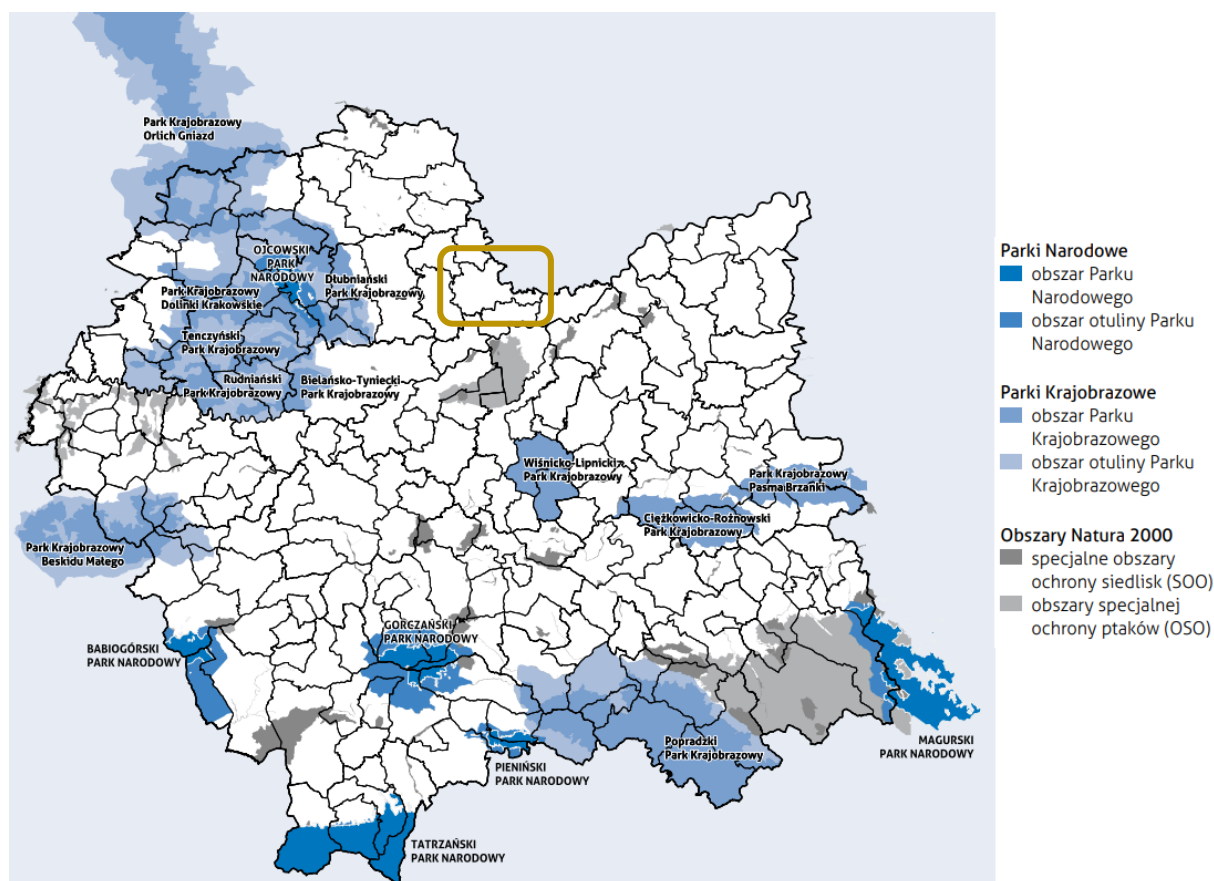 Park Krajobrazowy
Orlich Gniazd
OJCOWSKI
PARK
NARODOWY
Dłubniański
Park Krajobrazowy
Park Krajobrazowy
Dolinki Krakowskie
Tenczyński
Park Krajobrazowy
Rudniański
Park Krajobrazowy
Bielańsko-Tyniecki
Park Krajobrazowy
Wiśnicko-Lipnicki
Park Krajobrazowy
Park Krajobrazowy
Pasma Brzanki
Ciężkowicko-Rożnowski
Park Krajobrazowy
Park Krajobrazowy
Beskidu Małego
GORCZAŃSKI
PARK NARODOWY
BABIOGÓRSKI
PARK NARODOWY
Popradzki
Park Krajobrazowy
MAGURSKI
PARK NARODOWY
PIENIŃSKI
PARK NARODOWY
TATRZAŃSKI
PARK NARODOWY
Parki Narodowe
obszar Parku
Narodowego
obszar otuliny Parku
Narodowego
Parki Krajobrazowe
obszar Parku
Krajobrazowego
obszar otuliny Parku
Krajobrazowego
Obszary Natura 2000
specjalne obszary
ochrony siedlisk (SOO)
obszary specjalnej
ochrony ptaków (OSO)